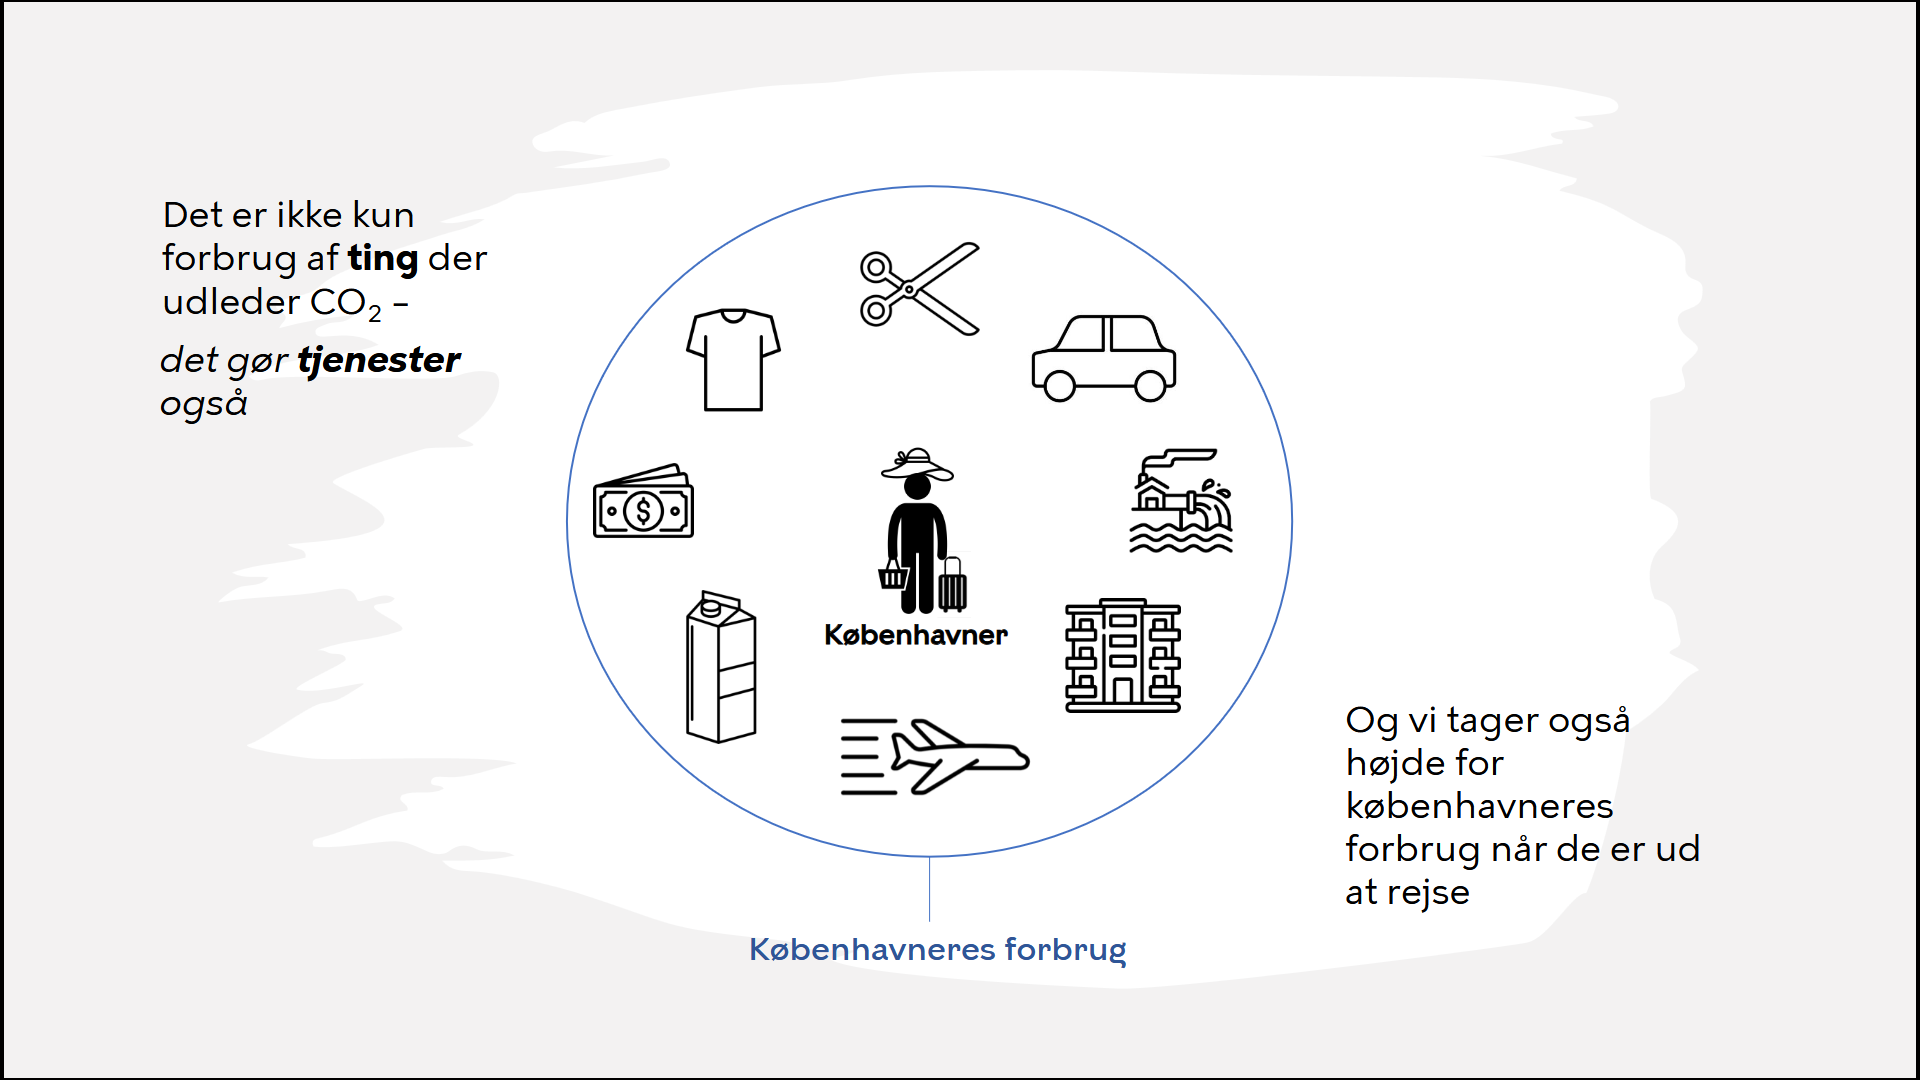 Det er ikke kun
forbrug af ting der
udleder CO₂ –
det gør tjenester
også
$
Københavner
Og vi tager også
højde for
københavneres
forbrug når de er ud
at rejse
Københavneres forbrug